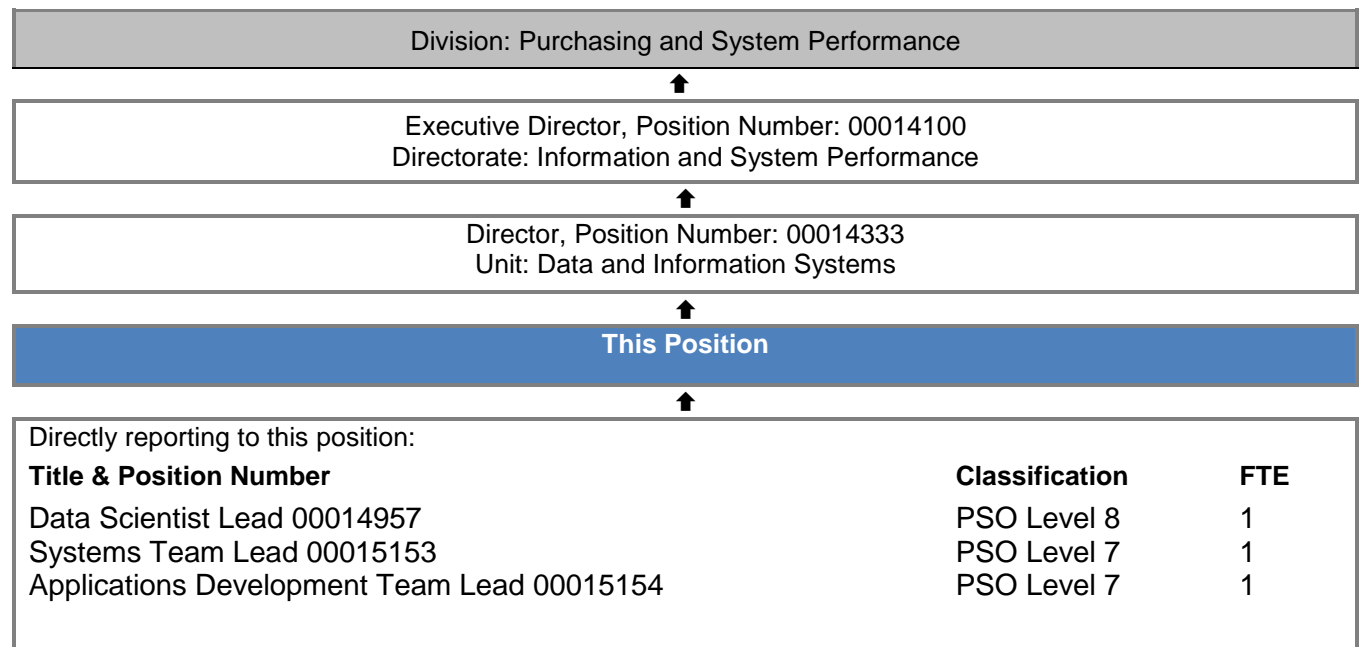 Division: Purchasing and System Performance
Executive Director, Position Number: 00014100
Directorate: Information and System Performance
Director, Position Number: 00014333
Unit: Data and Information Systems
This Position
Directly reporting to this position:
Title & Position Number Classification FTE
Data Scientist Lead 00014957 PSO Level 8 1
Systems Team Lead 00015153 PSO Level 7 1
Applications Development Team Lead 00015154 PSO Level 7 1